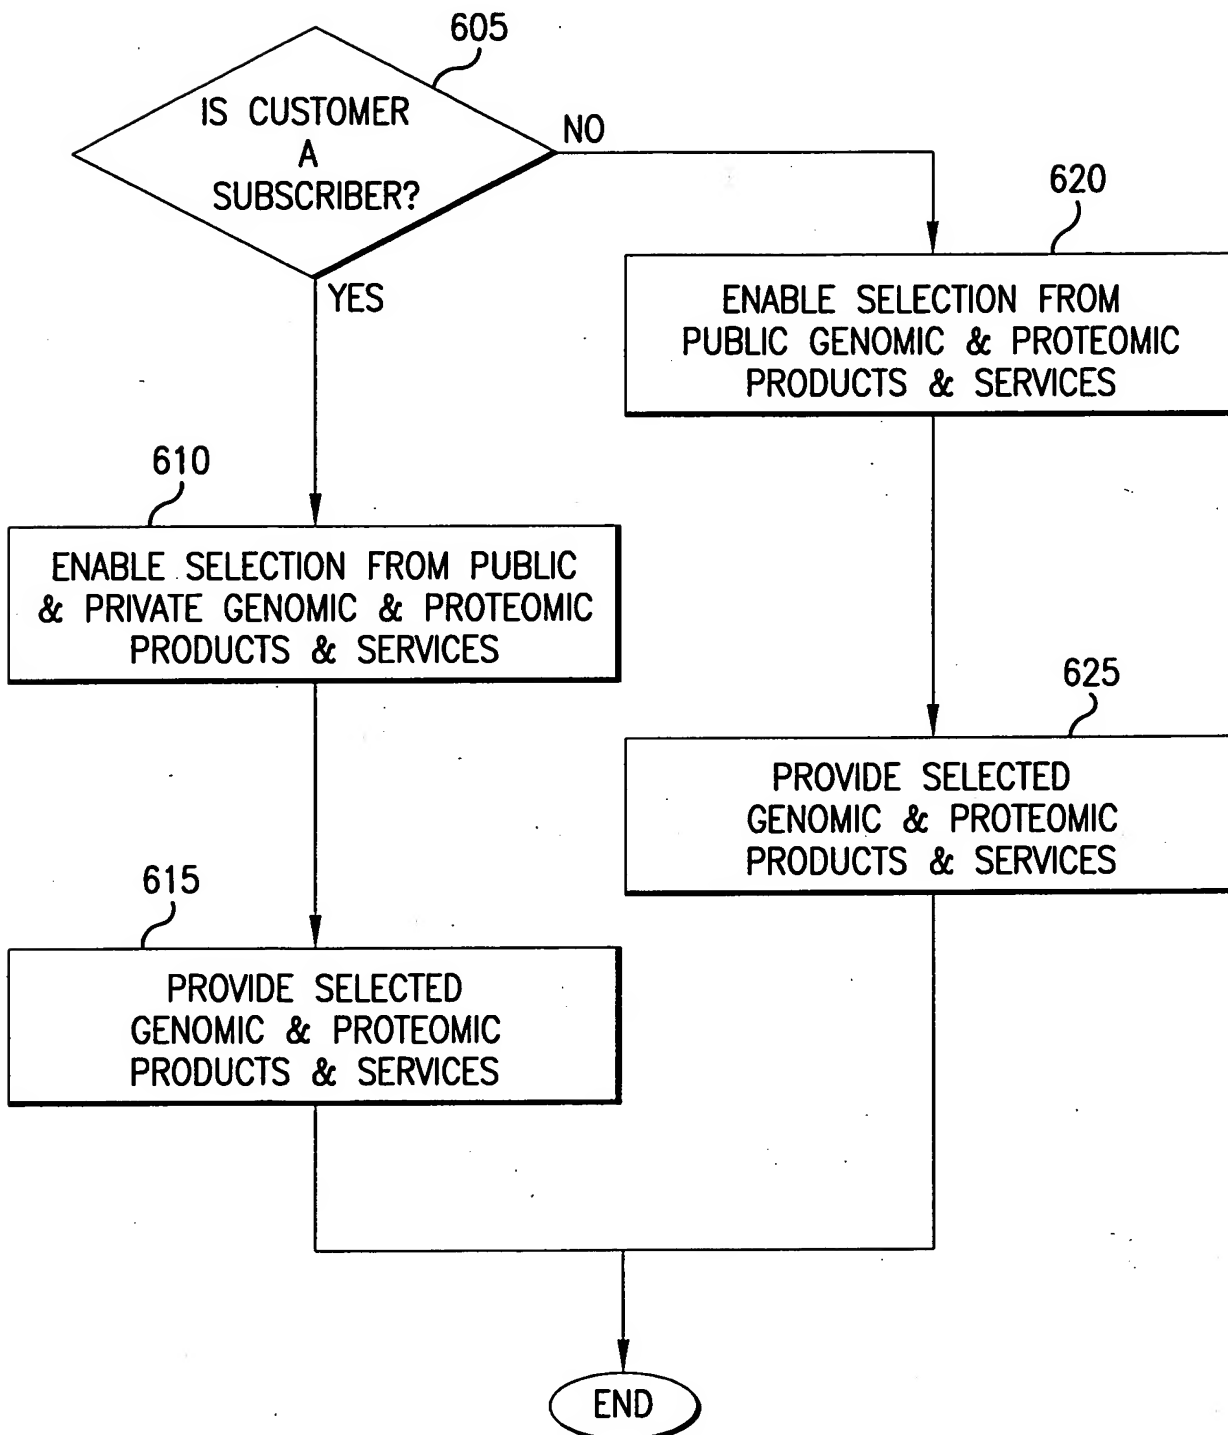 605
IS CUSTOMER
A
SUBSCRIBER?
NO
YES
620
ENABLE SELECTION FROM
PUBLIC GENOMIC & PROTEOMIC
PRODUCTS & SERVICES
610
ENABLE SELECTION FROM PUBLIC
& PRIVATE GENOMIC & PROTEOMIC
PRODUCTS & SERVICES
625
PROVIDE SELECTED
GENOMIC & PROTEOMIC
PRODUCTS & SERVICES
615
PROVIDE SELECTED
GENOMIC & PROTEOMIC
PRODUCTS & SERVICES
END